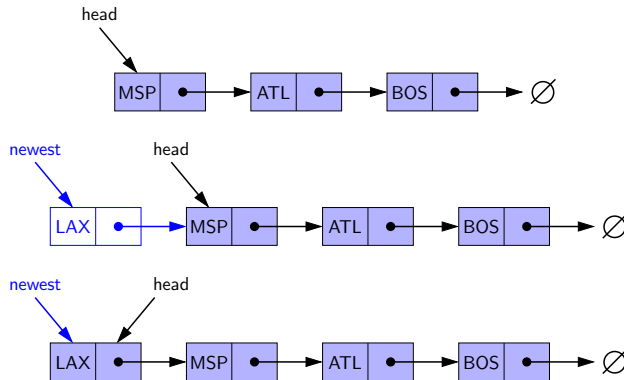 head
MSP ATL BOS ∅
newest head
LAX MSP ATL BOS ∅
newest head
LAX MSP ATL BOS ∅